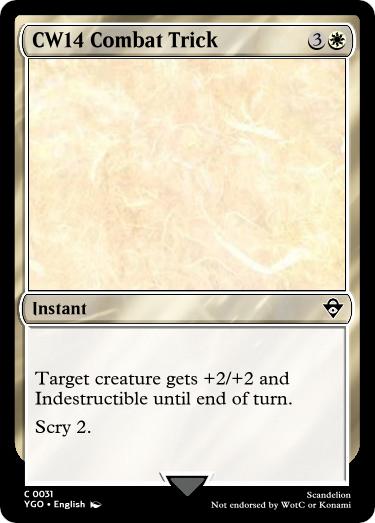 CW14 Combat Trick 3
Instant
Target creature gets +2/+2 and
Indestructible until end of turn.
Scry 2.
C 0031
YGO • English
Scandelion
Not endorsed by WotC or Konami